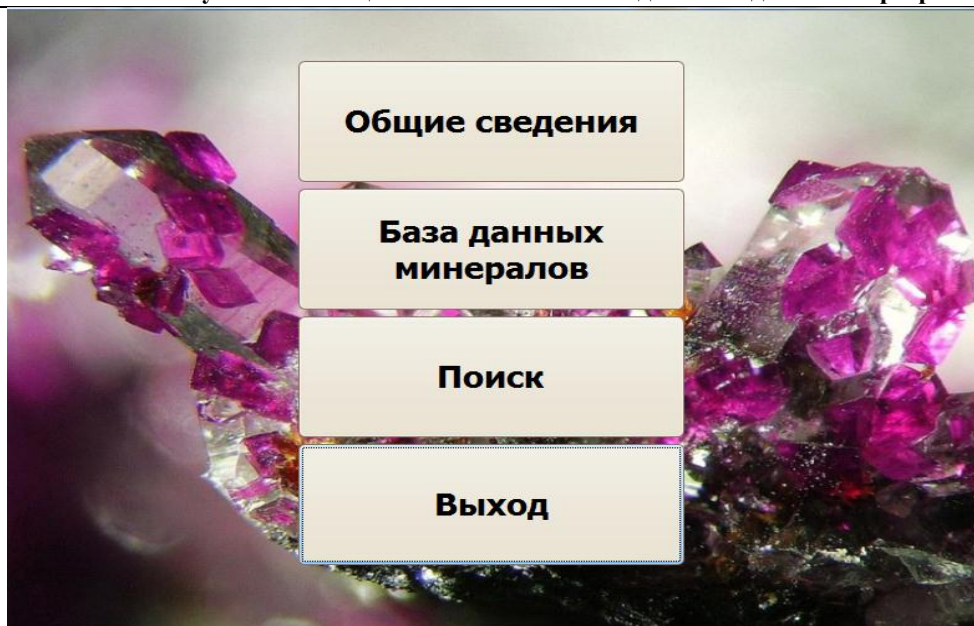 Общие сведения
База данных
минералов
Поиск
Выход